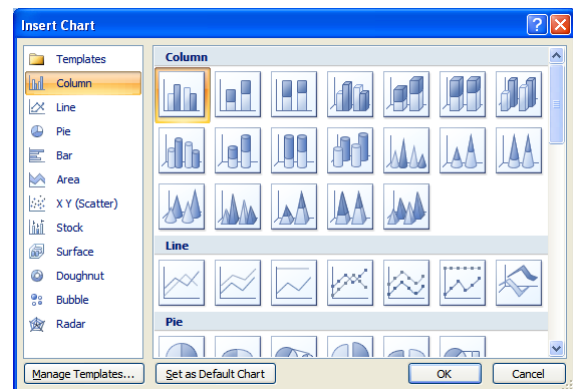 Insert Chart
Templates
Column
Line
Pie
Bar
Area
X Y (Scatter)
Stock
Surface
Doughnut
Bubble
Radar
Column
Line
Pie
Manage Templates...
Set as Default Chart
OK
Cancel